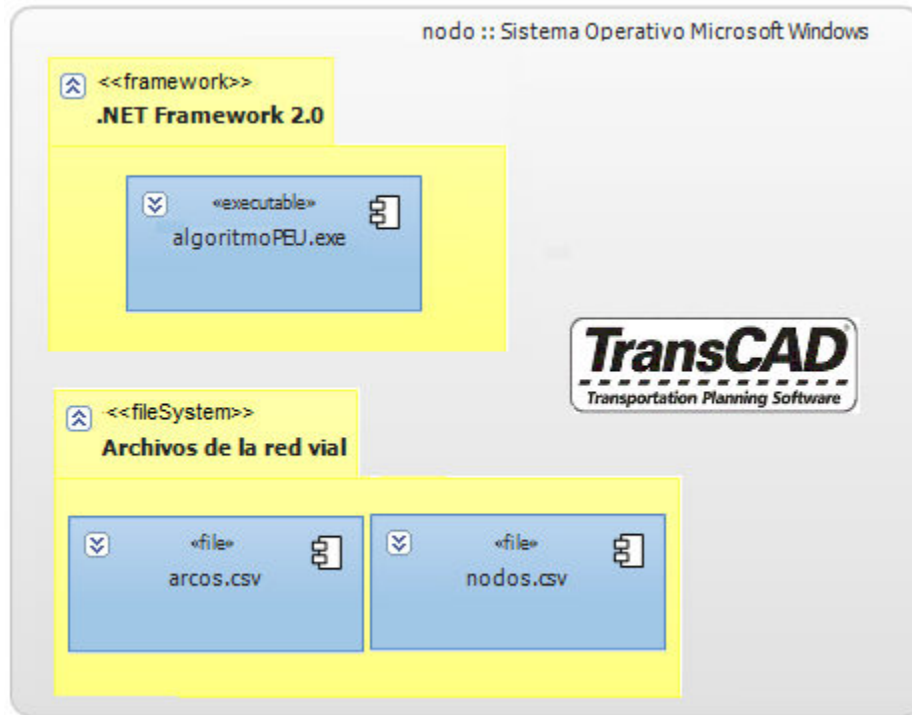 nodo :: Sistema Operativo Microsoft Windows
<<framework>>
.NET Framework 2.0
«executable»
algoritmoPEU.exe
TransCAD®
Transportation Planning Software
<<fileSystem>>
Archivos de la red vial
«file»
arcos.csv
«file»
nodos.csv